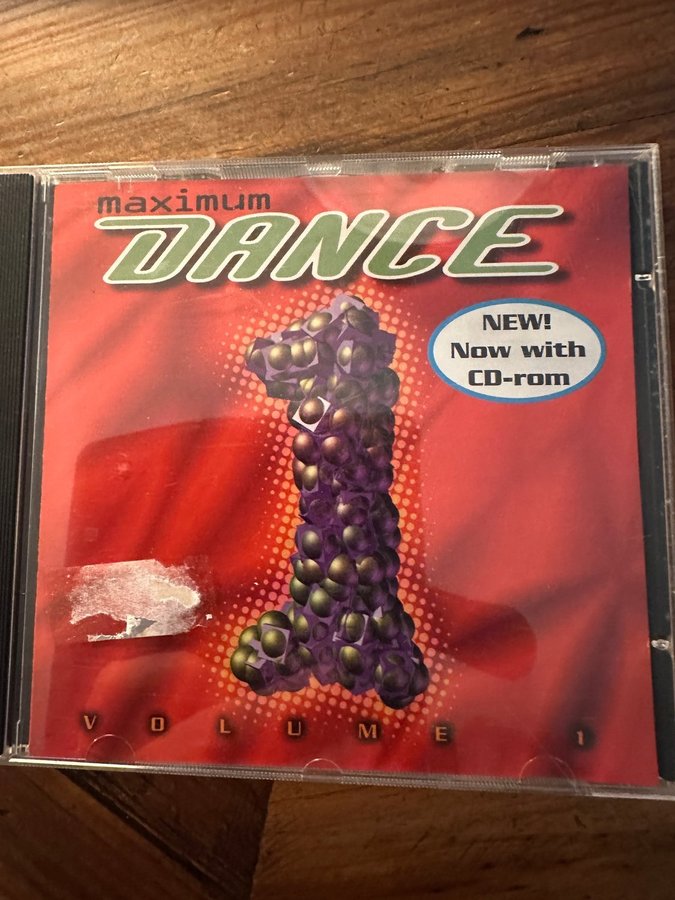 maximum
DANCE
NEW!
Now with
CD-rom
VOLUME 1